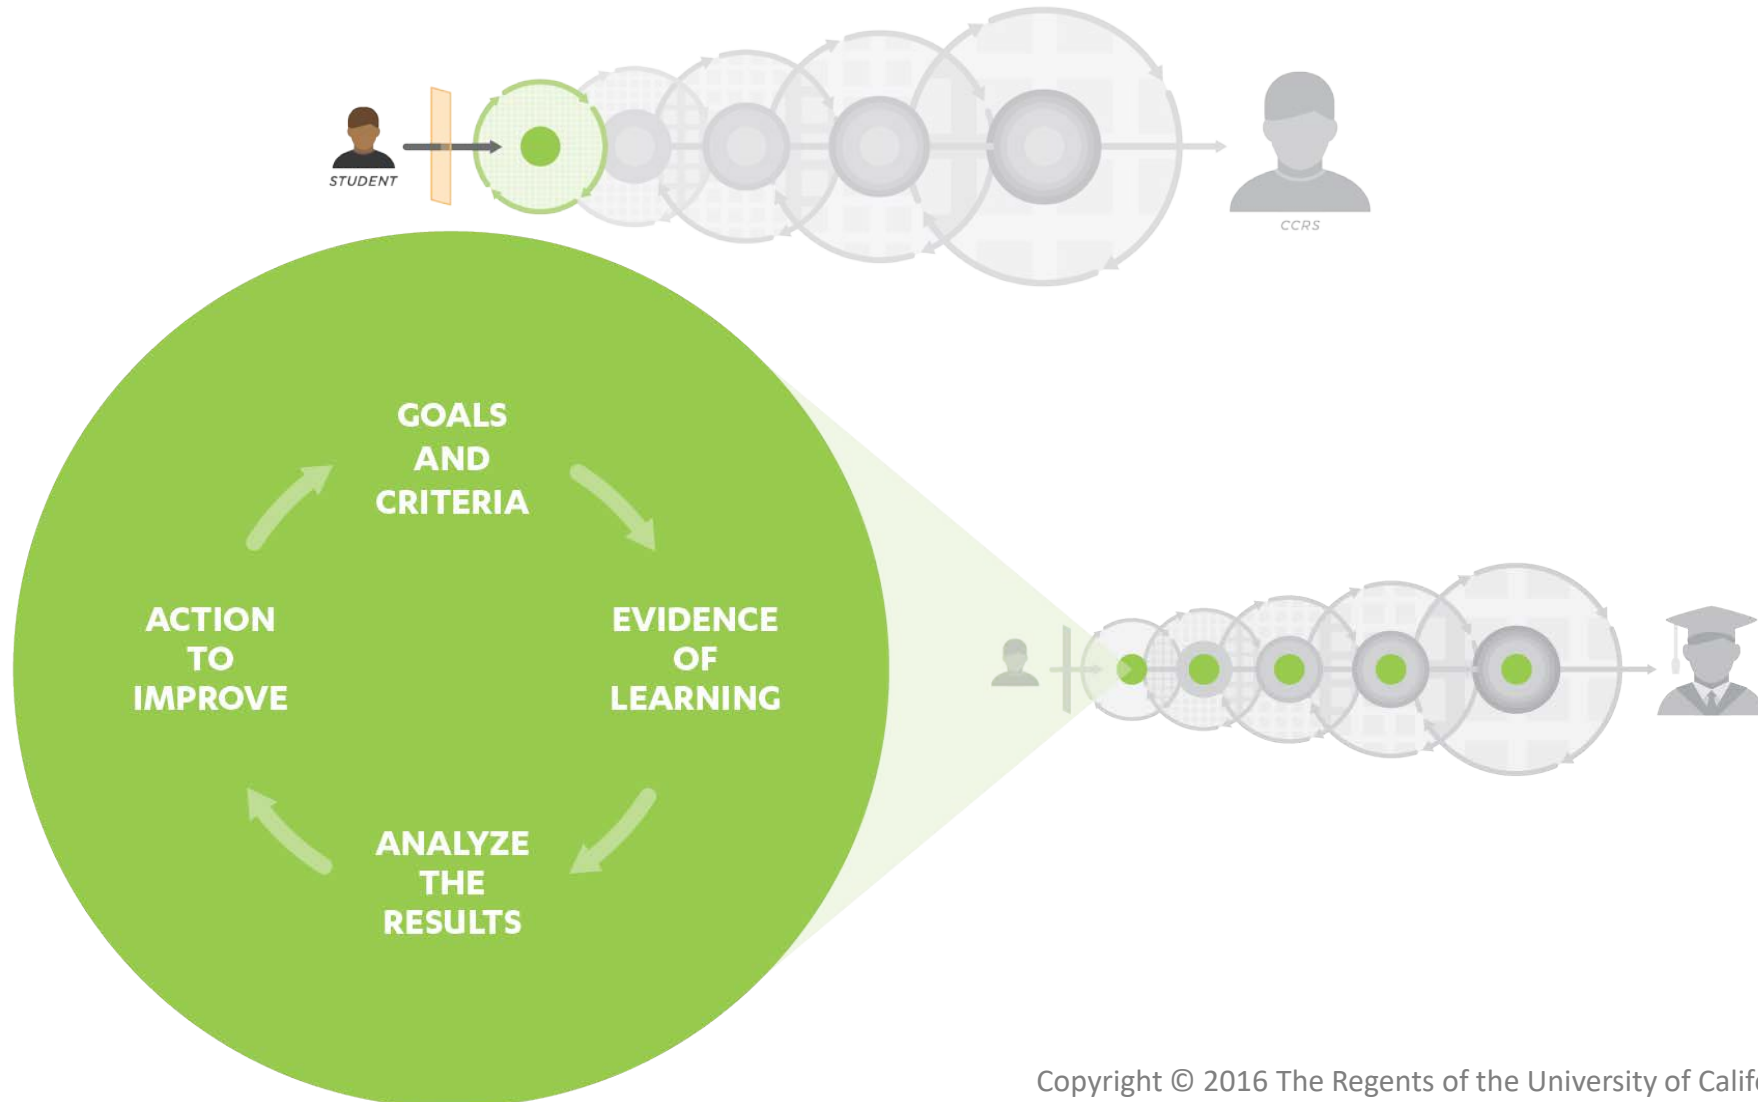 STUDENT
CCRS
GOALS
AND
CRITERIA
ACTION
TO
IMPROVE
EVIDENCE
OF
LEARNING
ANALYZE
THE
RESULTS
Copyright © 2016 The Regents of the University of Califo